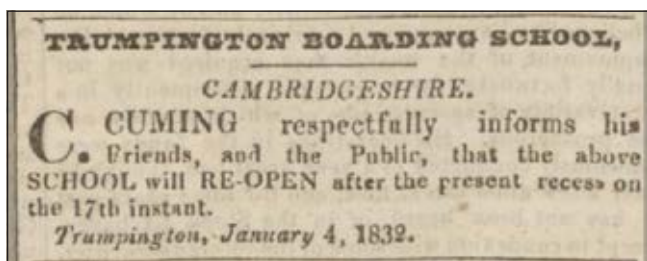 TRUMPINGTON BOARDING SCHOOL,
CAMBRIDGESHIRE.
C. CUMING respectfully informs his
Friends, and the Public, that the above
SCHOOL will RE-OPEN after the present recess on
the 17th instant.
Trumpington, January 4, 1832.